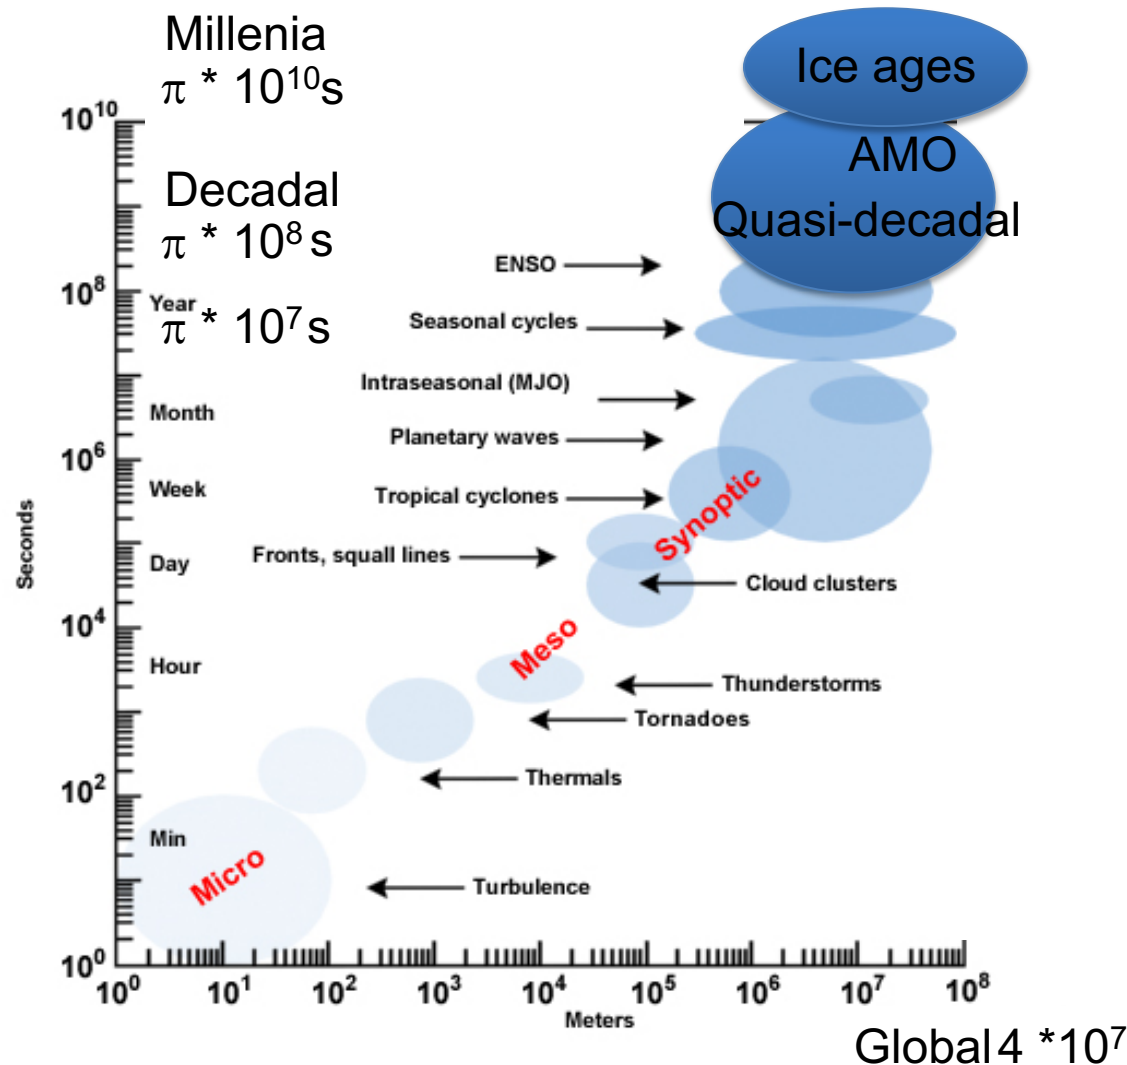 Millenia
π * 10¹⁰s
Ice ages
10¹⁰
AMO
Decadal
Quasi-decadal
π * 10⁸ s
ENSO
10⁸
Year
π * 10⁷ s
Seasonal cycles
Intraseasonal (MJO)
Month
Planetary waves
10⁶
Week
Tropical cyclones
Synoptic
Seconds
Fronts, squall lines
Day
Cloud clusters
10⁴
Meso
Hour
Thunderstorms
Tornadoes
Thermals
10²
Min
Micro
Turbulence
10⁰
10⁰ 10¹ 10² 10³ 10⁴ 10⁵ 10⁶ 10⁷ 10⁸
Meters
Global 4 *10⁷